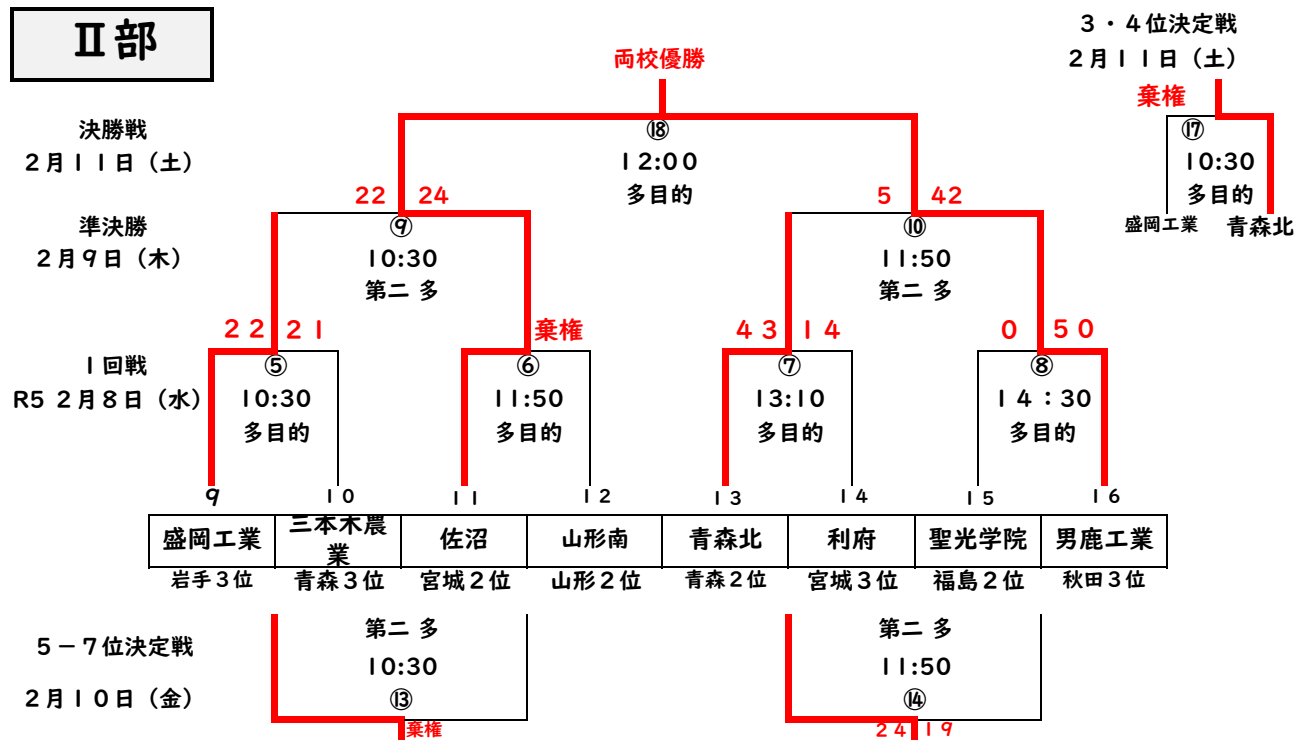 Ⅱ部
3・4位決定戦
2月11日（土）
両校優勝
棄権
決勝戦
2月11日（土）
⑱
12:00
多目的
⑰
10:30
多目的
盛岡工業 青森北
22 24
5 42
準決勝
2月9日（木）
⑨
10:30
第二 多
⑩
11:50
第二 多
22 21
棄権
43 14
0 50
1回戦
R5 2月8日（水）
⑤
10:30
多目的
⑥
11:50
多目的
⑦
13:10
多目的
⑧
14：30
多目的
9 10 11 12 13 14 15 16
盛岡工業 三本木農業 佐沼 山形南 青森北 利府 聖光学院 男鹿工業
岩手3位 青森3位 宮城2位 山形2位 青森2位 宮城3位 福島2位 秋田3位
5－7位決定戦
2月10日（金）
第二 多
10:30
⑬
棄権
第二 多
11:50
⑭
24 19